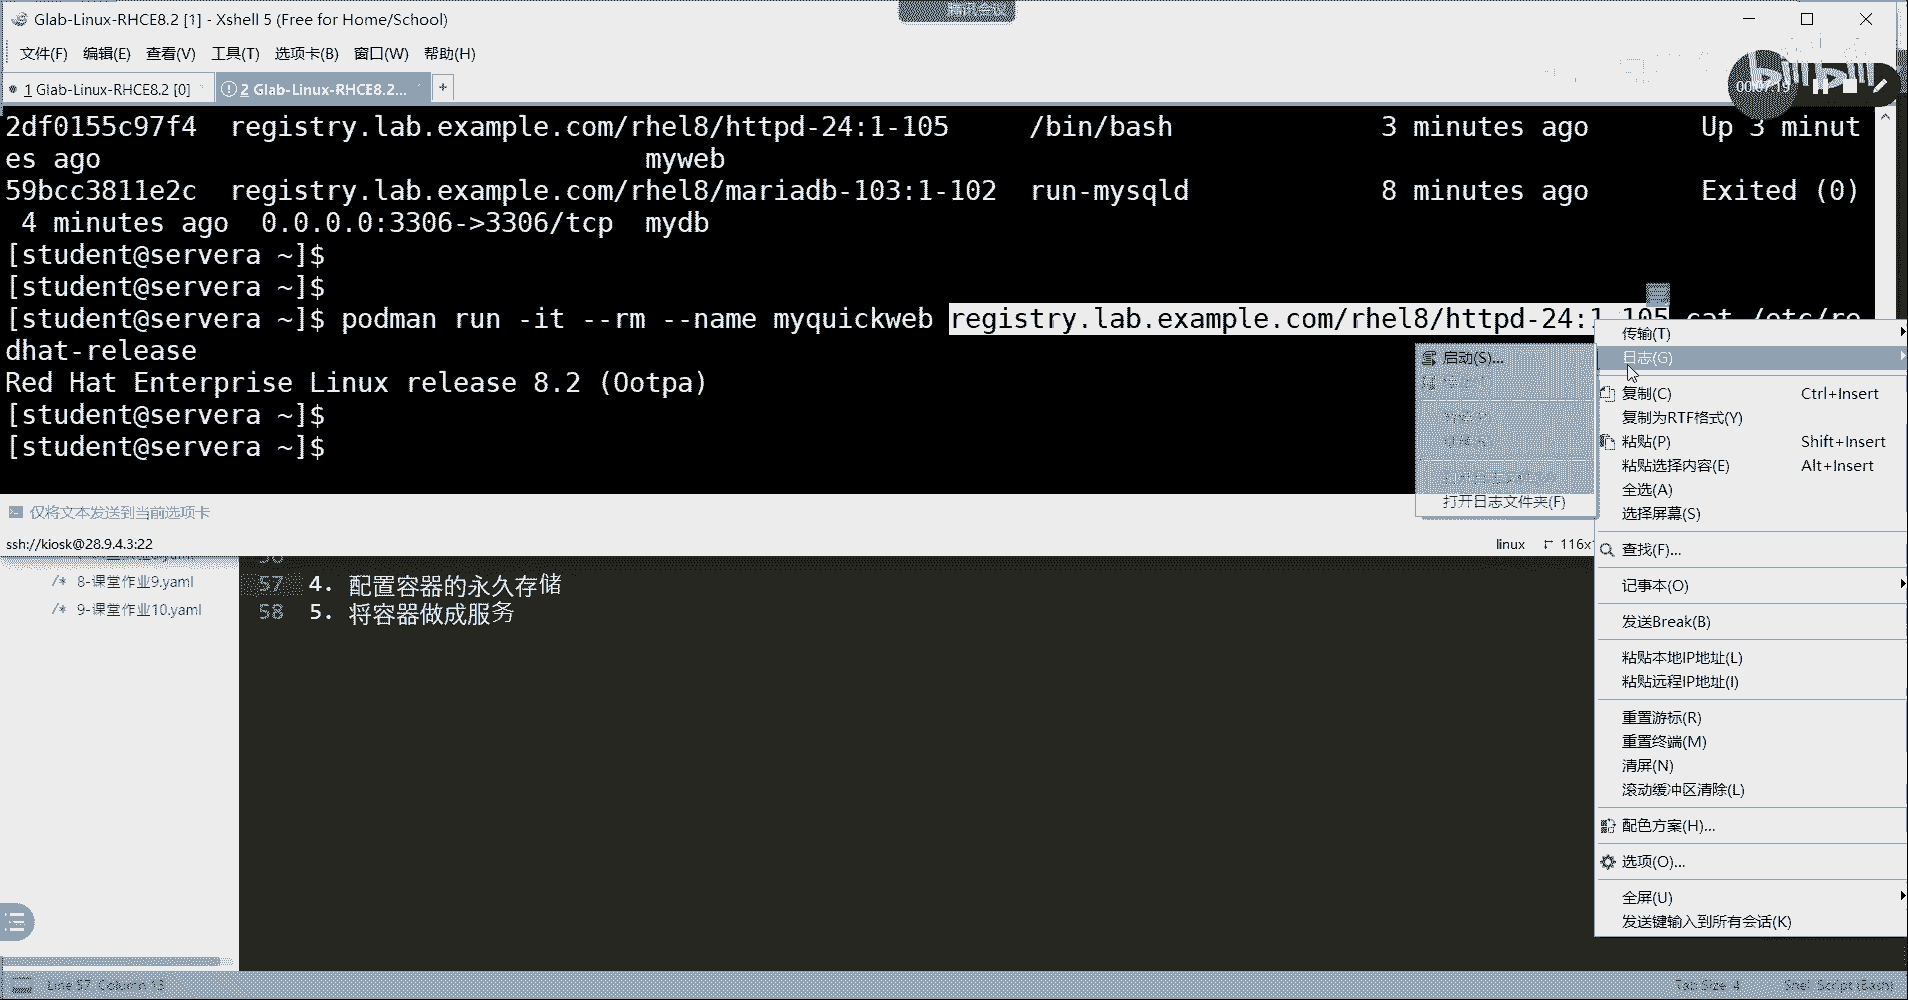 Glab-Linux-RHCE8.2 [1] - Xshell 5 (Free for Home/School)
腾讯会议
文件(F) 编辑(E) 查看(V) 工具(T) 选项卡(B) 窗口(W) 帮助(H)
1 Glab-Linux-RHCE8.2 [0]
2 Glab-Linux-RHCE8.2...
+
00:07:19
2df0155c97f4 registry.lab.example.com/rhel8/httpd-24:1-105 /bin/bash 3 minutes ago Up 3 minut
es ago myweb
59bcc3811e2c registry.lab.example.com/rhel8/mariadb-103:1-102 run-mysqld 8 minutes ago Exited (0)
4 minutes ago 0.0.0.0:3306->3306/tcp mydb
[student@servera ~]$
[student@servera ~]$
[student@servera ~]$ podman run -it --rm --name myquickweb registry.lab.example.com/rhel8/httpd-24:1-105 cat /etc/re
dhat-release
Red Hat Enterprise Linux release 8.2 (Ootpa)
[student@servera ~]$
[student@servera ~]$
传输(T)
日志(G)
启动(S)...
打开日志文件夹(F)
复制(C) Ctrl+Insert
复制为RTF格式(Y)
粘贴(P) Shift+Insert
粘贴选择内容(E) Alt+Insert
全选(A)
选择屏幕(S)
查找(F)...
记事本(O)
发送Break(B)
粘贴本地IP地址(L)
粘贴远程IP地址(I)
重置游标(R)
重置终端(M)
清屏(N)
滚动缓冲区清除(L)
配色方案(H)...
选项(O)...
全屏(U)
发送键输入到所有会话(K)
仅将文本发送到当前选项卡
ssh://kiosk@28.9.4.3:22
linux
116x
/* 8-课堂作业9.yaml
/* 9-课堂作业10.yaml
57 4. 配置容器的永久存储
58 5. 将容器做成服务
Line 57, Column 13
Tab Size: 4
Shell Script (Bash)